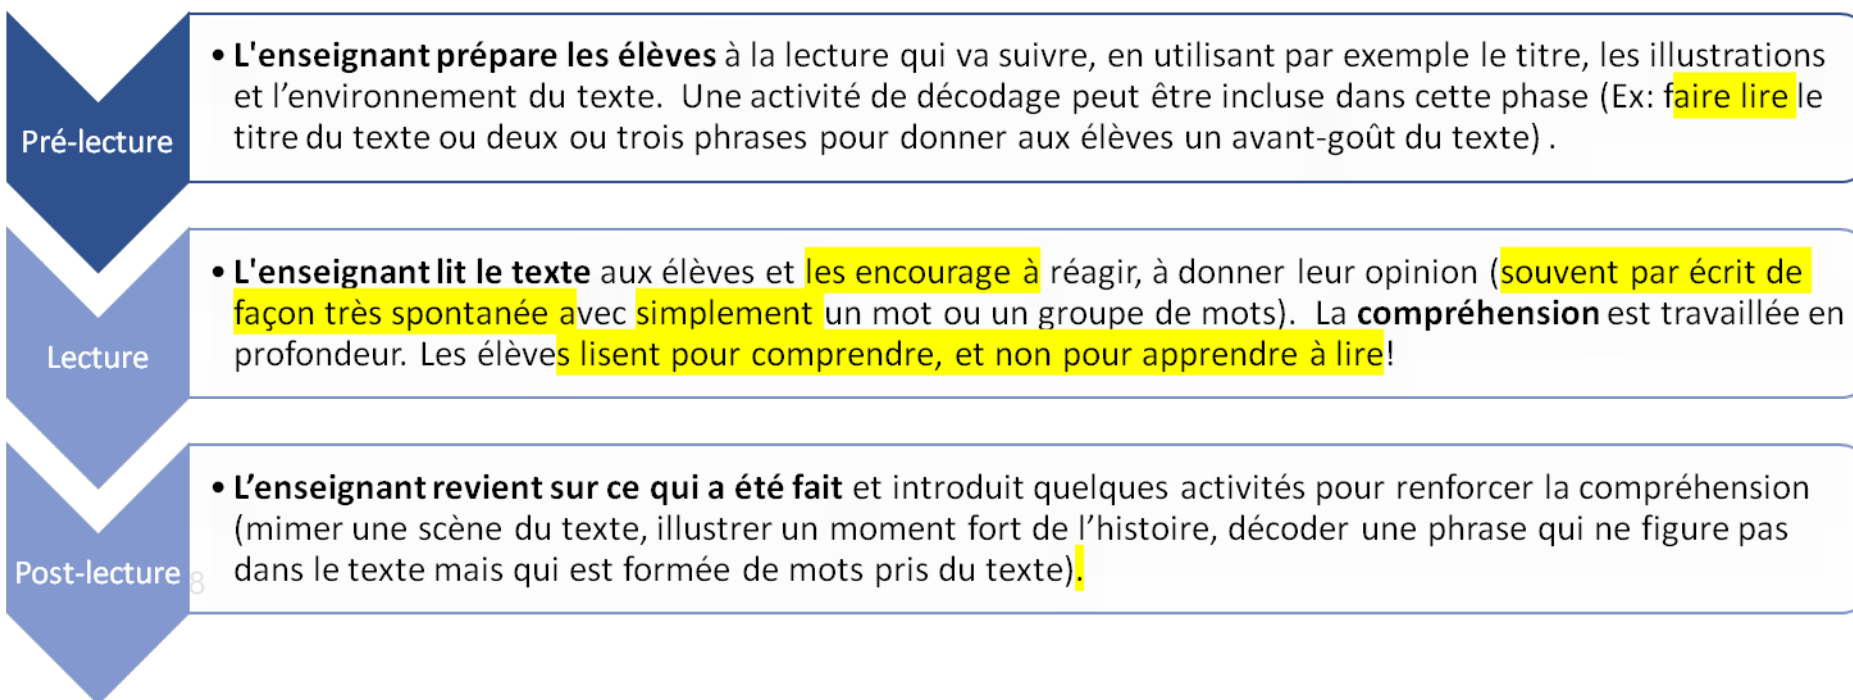 Pré-lecture
• L'enseignant prépare les élèves à la lecture qui va suivre, en utilisant par exemple le titre, les illustrations
et l’environnement du texte. Une activité de décodage peut être incluse dans cette phase (Ex: faire lire le
titre du texte ou deux ou trois phrases pour donner aux élèves un avant-goût du texte) .
Lecture
• L'enseignant lit le texte aux élèves et les encourage à réagir, à donner leur opinion (souvent par écrit de
façon très spontanée avec simplement un mot ou un groupe de mots). La compréhension est travaillée en
profondeur. Les élèves lisent pour comprendre, et non pour apprendre à lire!
Post-lecture
8
• L’enseignant revient sur ce qui a été fait et introduit quelques activités pour renforcer la compréhension
(mimer une scène du texte, illustrer un moment fort de l’histoire, décoder une phrase qui ne figure pas
dans le texte mais qui est formée de mots pris du texte).